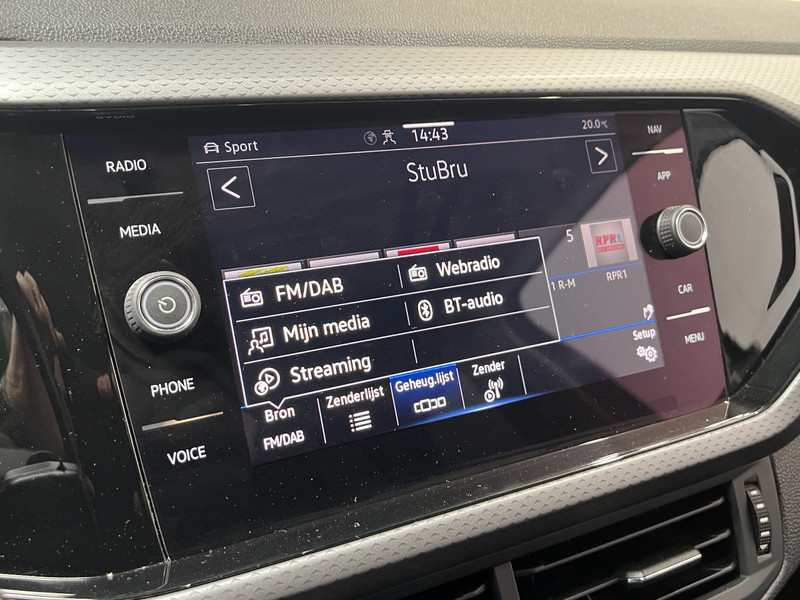 RADIO
MEDIA
PHONE
VOICE
Sport
14:43
20.0°C
StuBru
FM/DAB
Webradio
Mijn media
BT-audio
Streaming
5
RPR1.
1 R-M
RPR1
Setup
Bron
FM/DAB
Zenderlijst
Geheug.lijst
Zender
NAV
APP
CAR
MENU